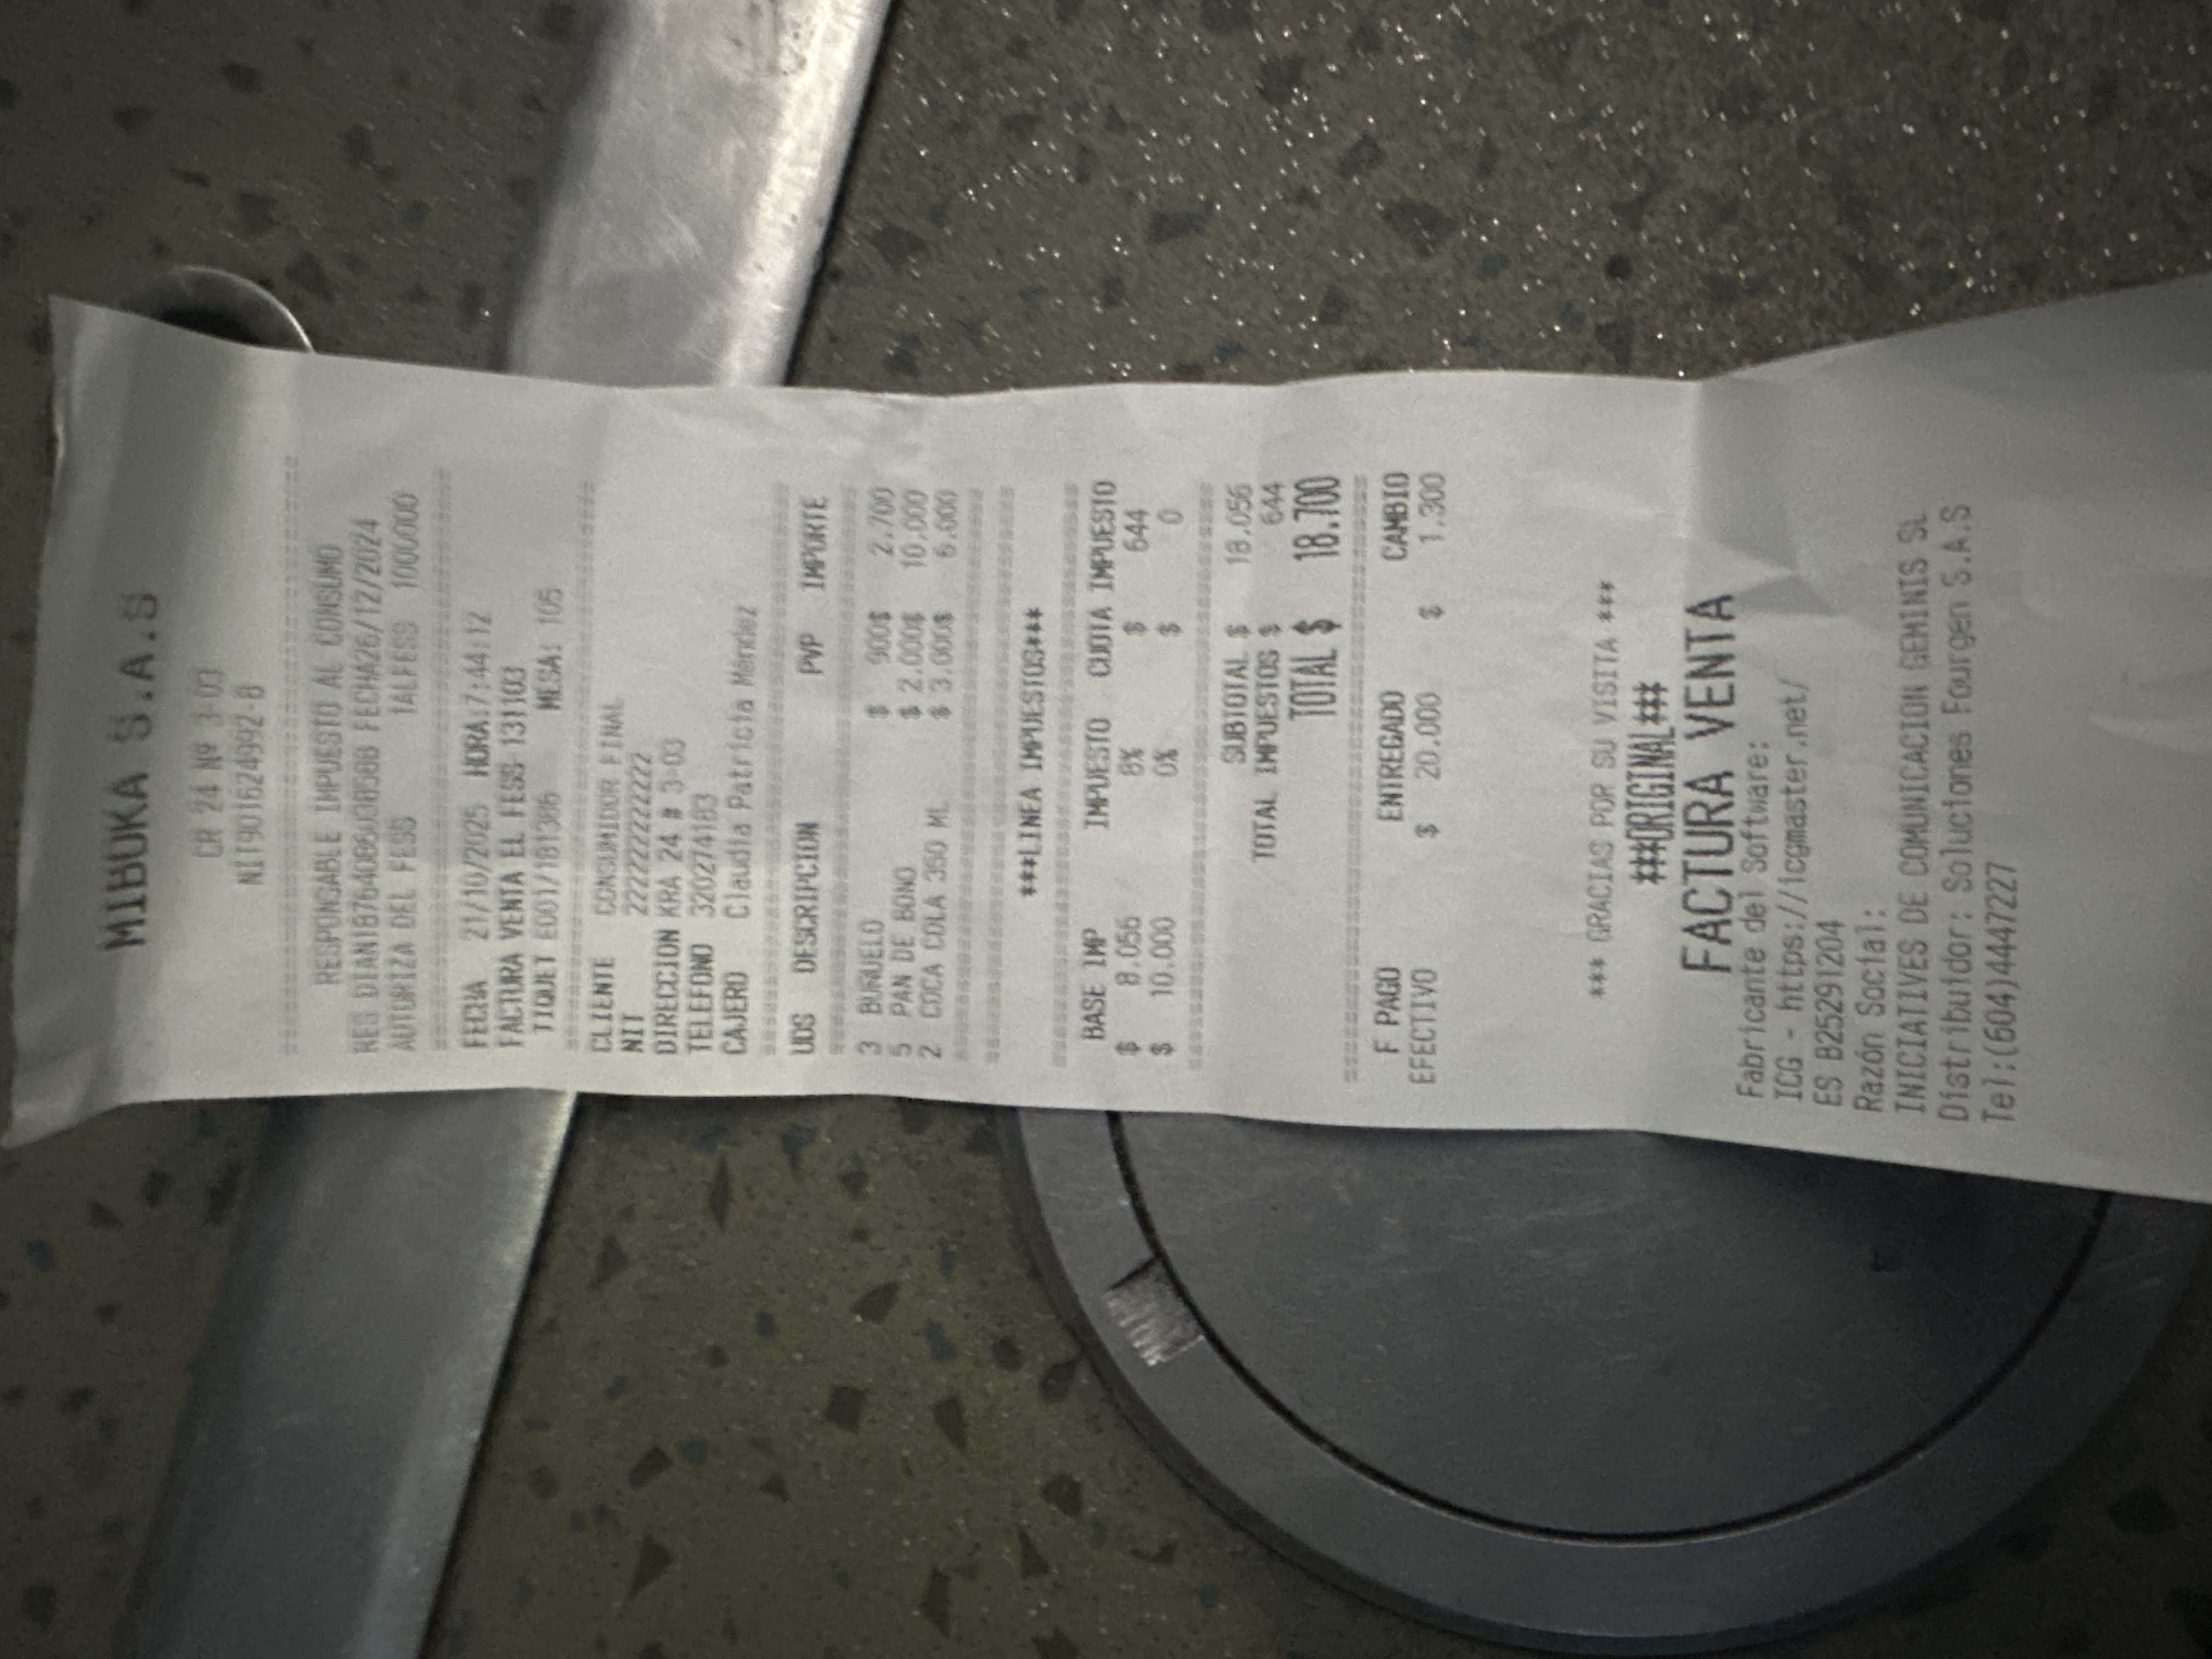 MIBUKA S.A.S
CR 24 Nº 3-03
NIT901624992-8
RESPONSABLE IMPUESTO AL CONSUMO
RES DIAN18764086038588 FECHA26/12/2024
AUTORIZA DEL FESS 1ALFESS 1000000
FECHA 21/10/2025 HORA:7:44:12
FACTURA VENTA EL FESS-131103
TIQUET E001/181386 MESA: 105
CLIENTE CONSUMIDOR FINAL
NIT 222222222222
DIRECCION KRA 24 # 3-03
TELEFONO 320274183
CAJERO Claudia Patricia Méndez
UDS DESCRIPCION PVP IMPORTE
3 BUÑUELO $ 900$ 2.700
5 PAN DE BONO $ 2.000$ 10.000
2 COCA COLA 350 ML $ 3.000$ 6.000
***LINEA IMPUESTOS***
BASE IMP IMPUESTO CUOTA IMPUESTO
$ 8.056 8% $ 644
$ 10.000 0% $ 0
SUBTOTAL $ 18.056
TOTAL IMPUESTOS $ 644
TOTAL $ 18.700
F PAGO ENTREGADO CAMBIO
EFECTIVO $ 20.000 $ 1.300
*** GRACIAS POR SU VISITA ***
***ORIGINAL***
FACTURA VENTA
Fabricante del Software:
ICG - https://icgmaster.net/
ES B25291204
Razón Social:
INICIATIVES DE COMUNICACION GEMINIS SL
Distribuidor: Soluciones Fourgen S.A.S
Tel:(604)4447227